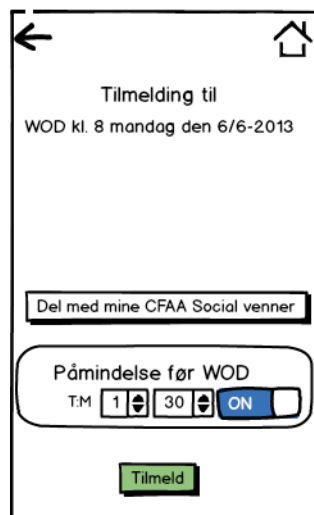 Tilmelding til
WOD kl. 8 mandag den 6/6-2013
Del med mine CFAA Social venner
Påmindelse før WOD
T:M 1 30 ON
Tilmeld